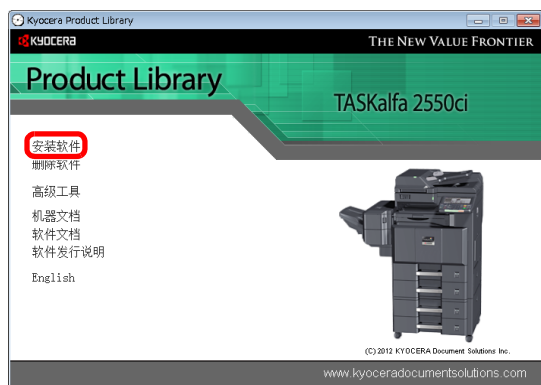 Kyocera Product Library
KYOCERA
THE NEW VALUE FRONTIER
Product Library
TASKalfa 2550ci
安装软件
删除软件
高级工具
机器文档
软件文档
软件发行说明
English
(C) 2012 KYOCERA Document Solutions Inc.
www.kyoceradocumentsolutions.com